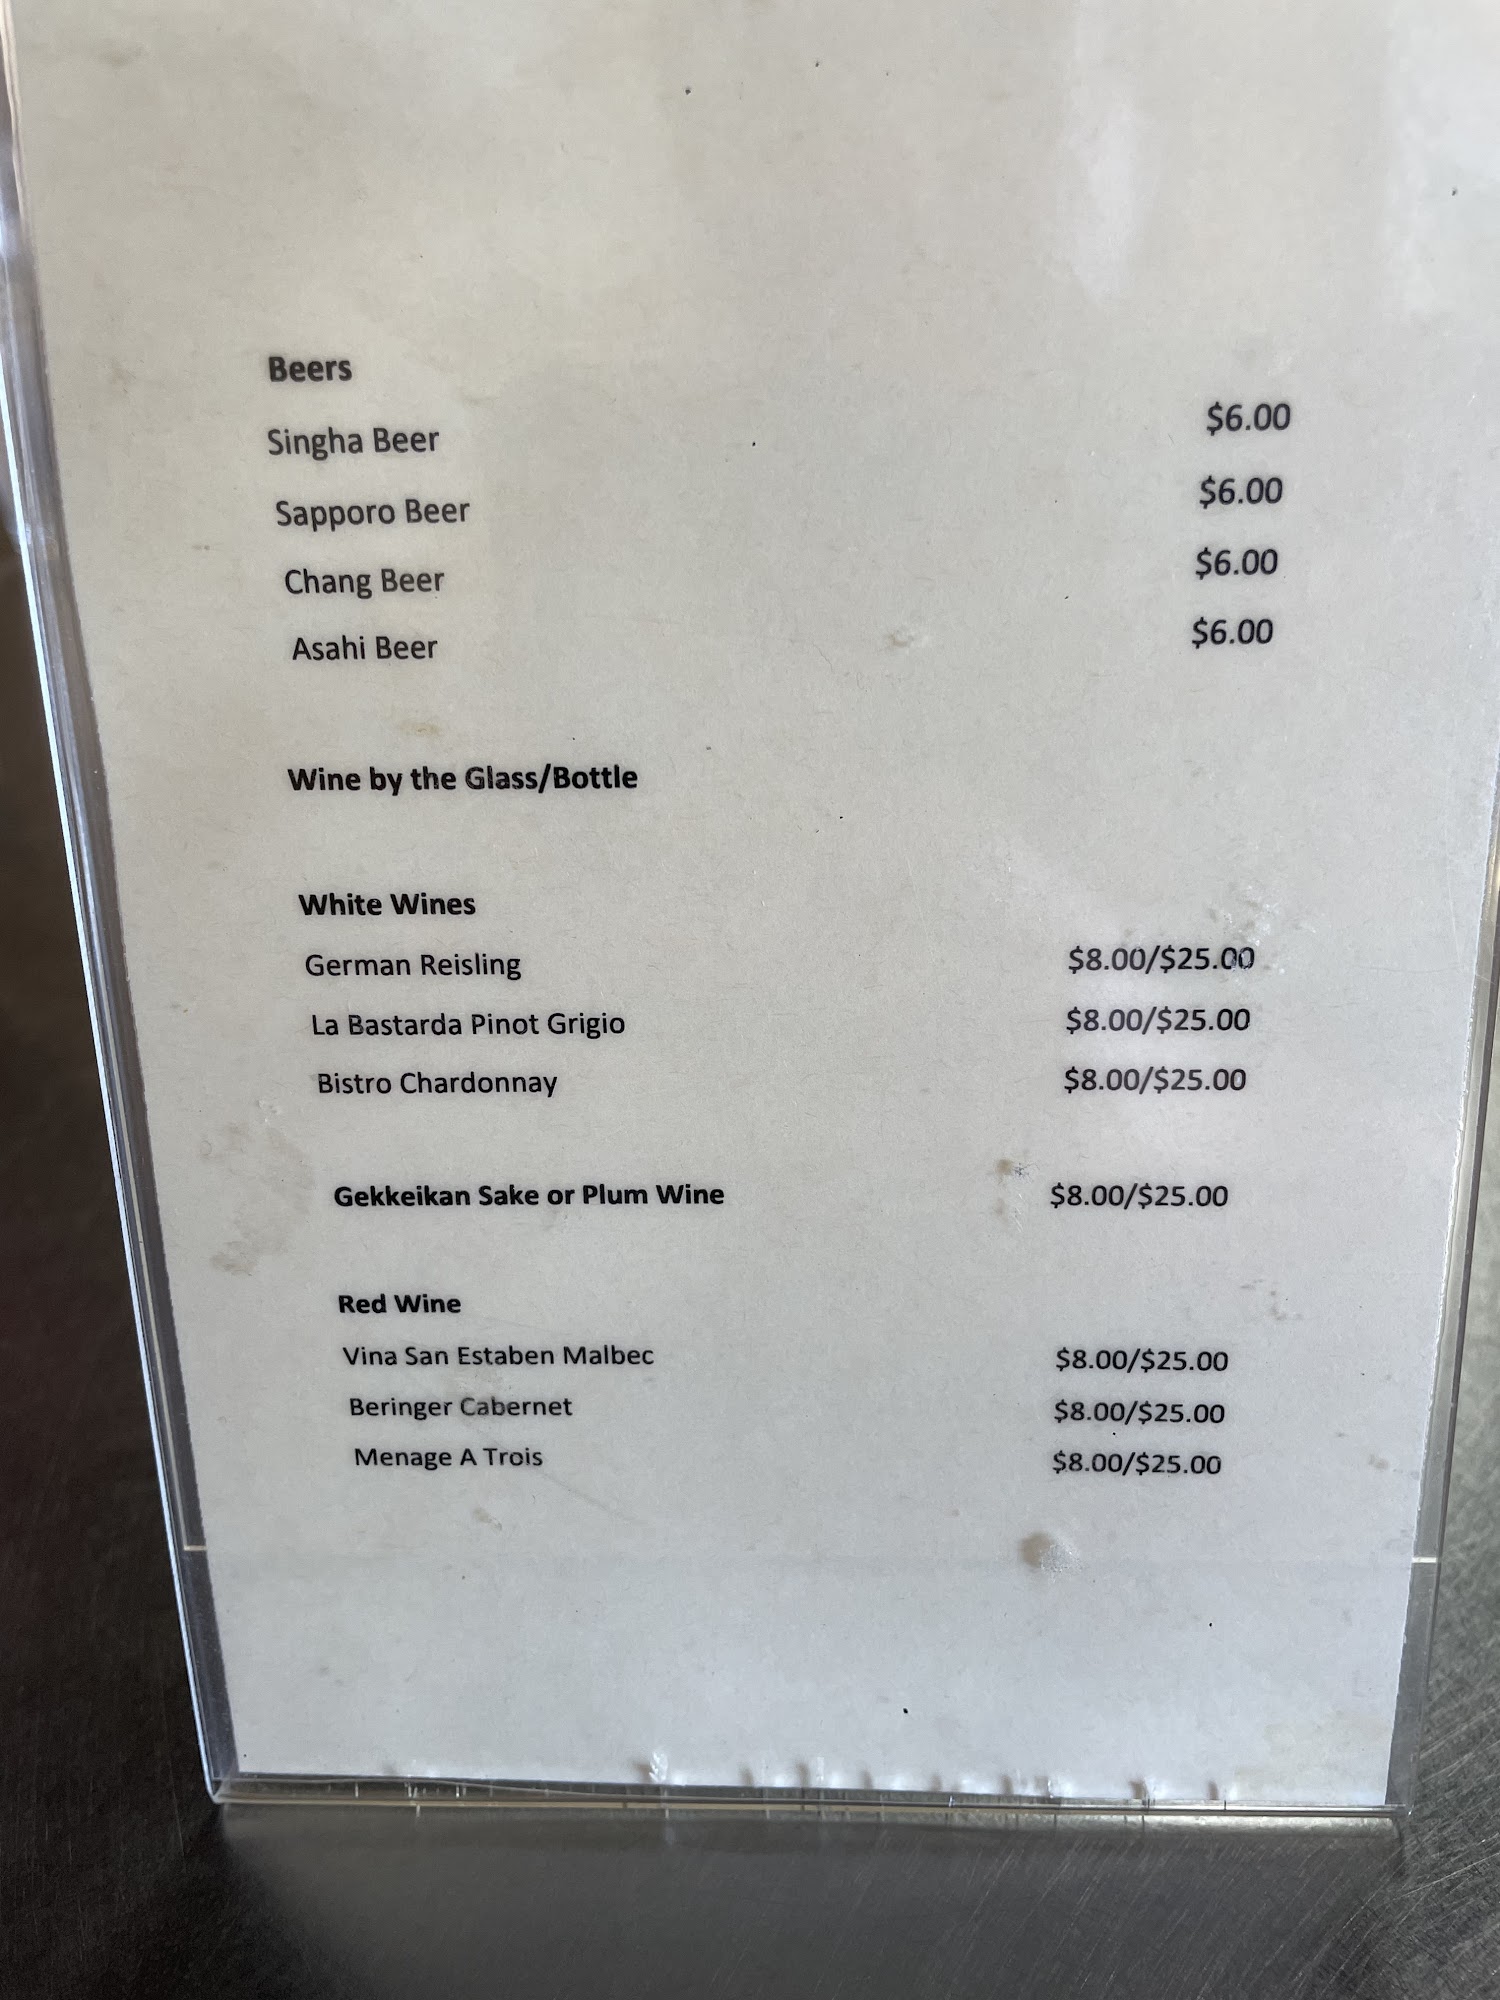 Beers
Singha Beer $6.00
Sapporo Beer $6.00
Chang Beer $6.00
Asahi Beer $6.00
Wine by the Glass/Bottle
White Wines
German Reisling $8.00/$25.00
La Bastarda Pinot Grigio $8.00/$25.00
Bistro Chardonnay $8.00/$25.00
Gekkeikan Sake or Plum Wine $8.00/$25.00
Red Wine
Vina San Estaben Malbec $8.00/$25.00
Beringer Cabernet $8.00/$25.00
Menage A Trois $8.00/$25.00